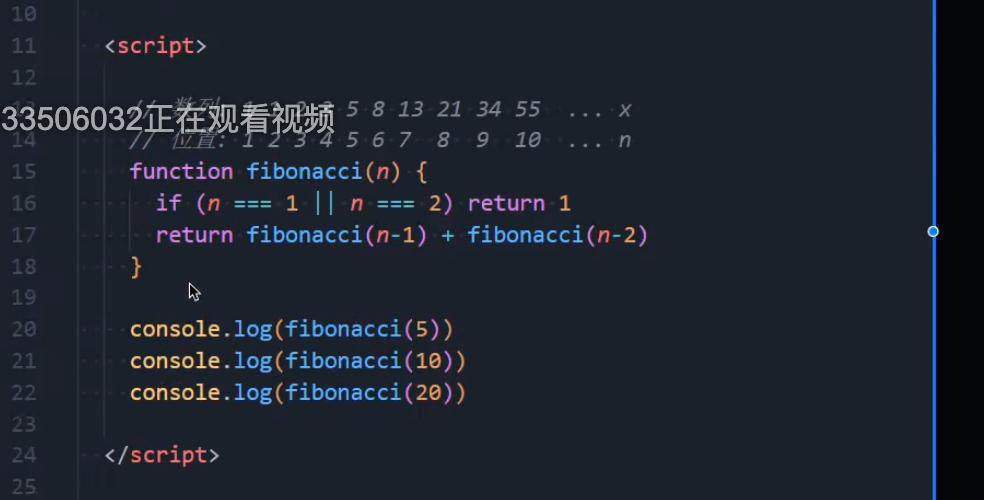 10
11 <script>
12
13 // 数列: 1 1 2 3 5 8 13 21 34 55 ... x
33506032正在观看视频
14 // 位置: 1 2 3 4 5 6 7 8 9 10 ... n
15 function fibonacci(n) {
16 if (n === 1 || n === 2) return 1
17 return fibonacci(n-1) + fibonacci(n-2)
18 }
19
20 console.log(fibonacci(5))
21 console.log(fibonacci(10))
22 console.log(fibonacci(20))
23
24 </script>
25